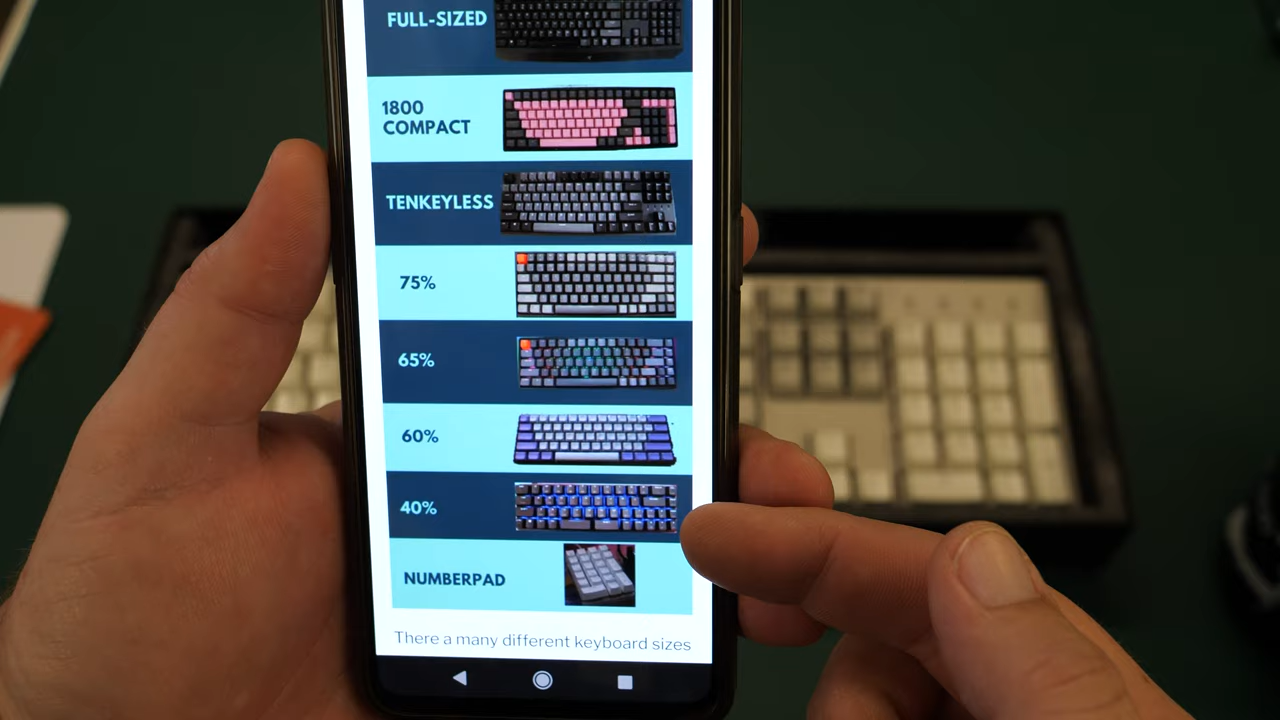 FULL-SIZED
1800
COMPACT
TENKEYLESS
75%
65%
60%
40%
NUMBERPAD
There a many different keyboard sizes